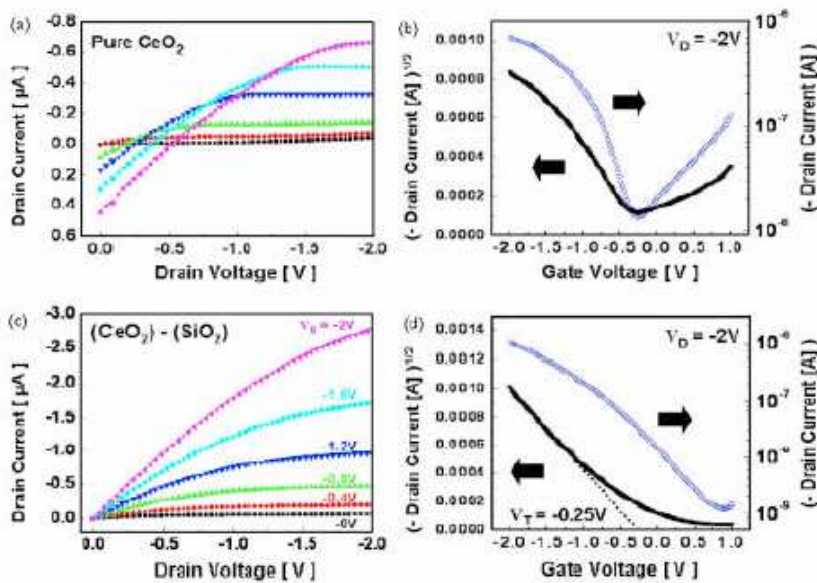 (a)
Pure CeO₂
-0.8
-0.6
-0.4
-0.2
0.0
0.2
0.4
0.6
Drain Current [ µA ]
0.0 -0.5 -1.0 -1.5 -2.0
Drain Voltage [ V ]
(b)
V_D = -2V
0.0010
0.0008
0.0006
0.0004
0.0002
0.0000
(- Drain Current [A] )^1/2
10^-6
10^-7
10^-8
(- Drain Current [A] )
-2.0 -1.5 -1.0 -0.5 0.0 0.5 1.0
Gate Voltage [ V ]
(c)
(CeO₂) - (SiO₂)
-3.0
-2.5
-2.0
-1.5
-1.0
-0.5
0.0
Drain Current [ µA ]
= -2V
-1.6V
-1.2V
-0.8V
-0.4V
-0V
0.0 -0.5 -1.0 -1.5 -2.0
Drain Voltage [ V ]
(d)
V_D = -2V
0.0014
0.0012
0.0010
0.0008
0.0006
0.0004
0.0002
0.0000
(- Drain Current [A] )^1/2
V_T = -0.25V
10^-6
10^-7
10^-8
10^-9
(- Drain Current [A] )
-2.0 -1.5 -1.0 -0.5 0.0 0.5 1.0
Gate Voltage [ V ]